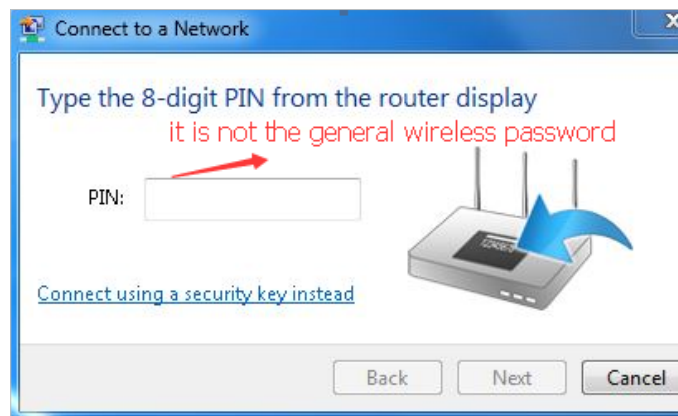 Connect to a Network
Type the 8-digit PIN from the router display
it is not the general wireless password
PIN:
Connect using a security key instead
Back
Next
Cancel